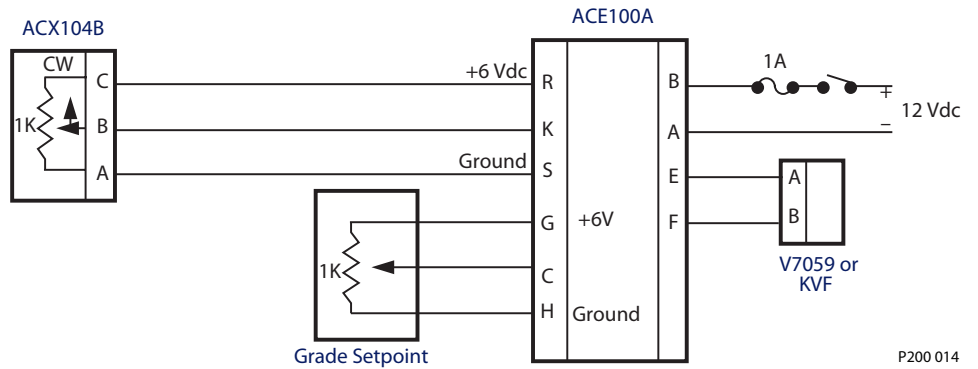 ACX104B
CW
1K
C
B
A
+6 Vdc
Ground
ACE100A
R
K
S
G
C
H
+6V
Ground
B
A
E
F
1A
+
12 Vdc
–
A
B
V7059 or
KVF
1K
Grade Setpoint
P200 014